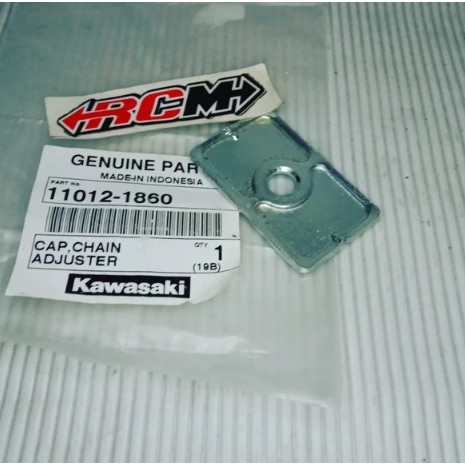 RCM
GENUINE PAR
MADE-IN INDONESIA
PART No.
11012-1860
CAP,CHAIN
ADJUSTER
QTY
1
(19B)
Kawasaki